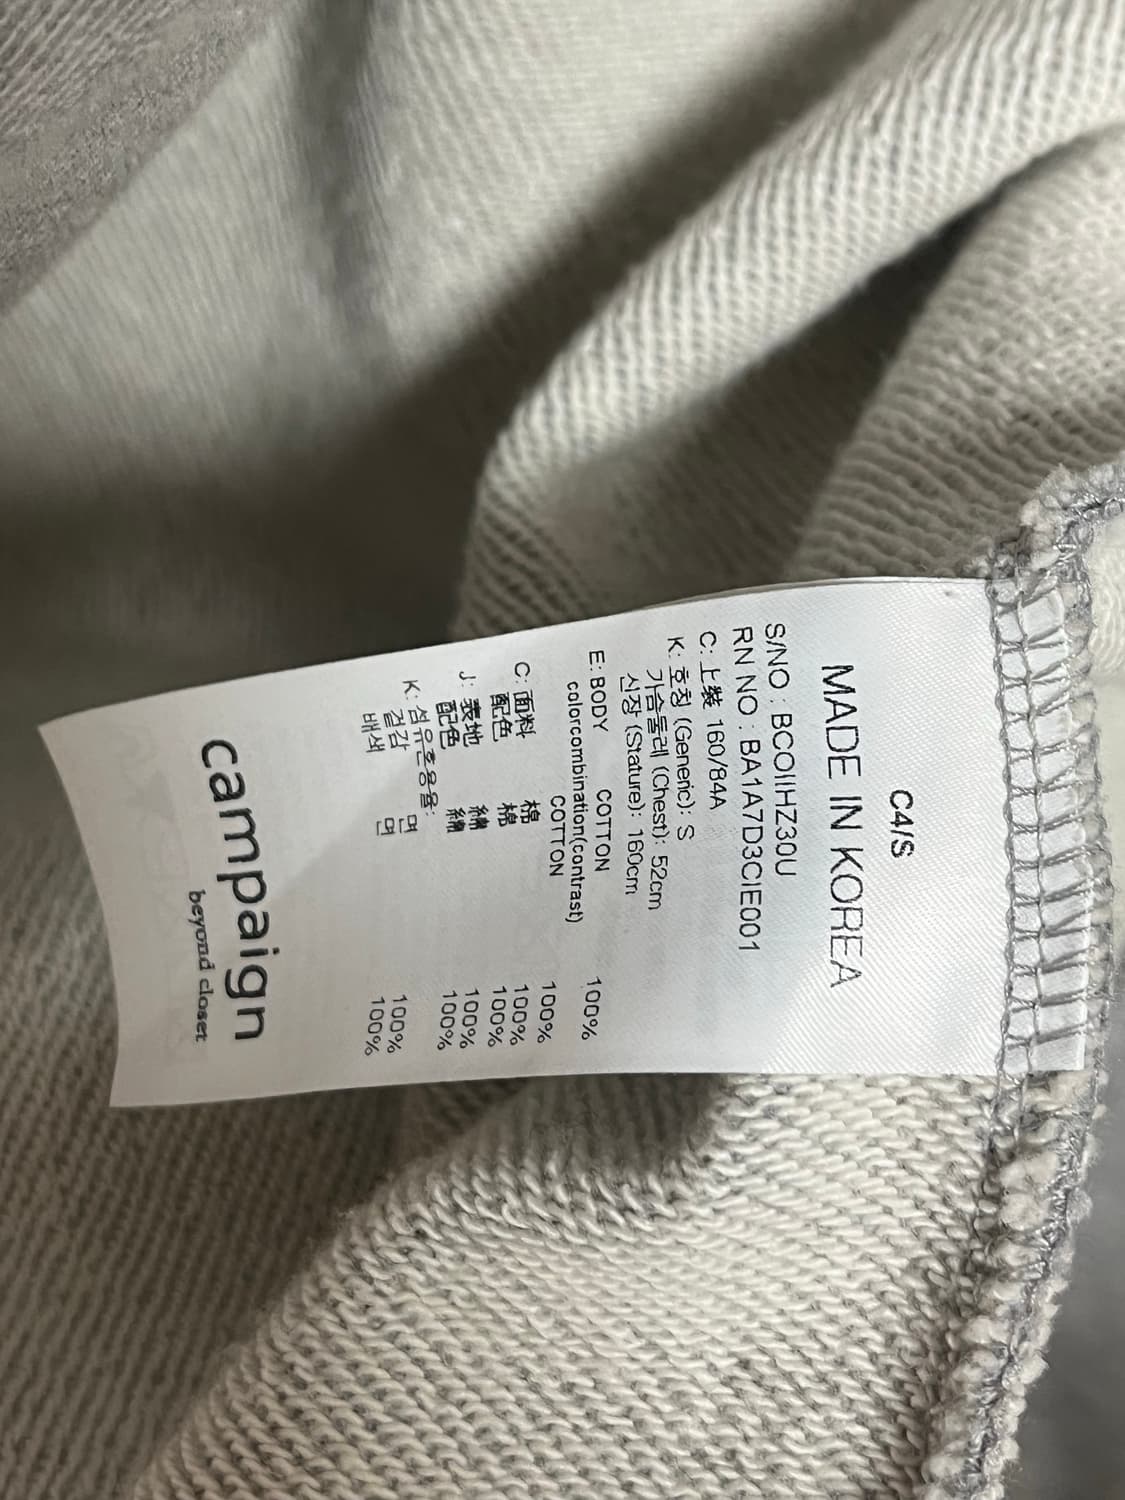 C4/S
MADE IN KOREA
S/NO : BCOIIHZ30U
RN NO : BA1A7D3CIE001
C: 上裝 160/84A
K: 호칭 (Generic): S
가슴둘레 (Chest): 52cm
신장 (Stature): 160cm
E: BODY COTTON 100%
colorcombination(contrast)
COTTON 100%
C: 面料 棉 100%
配色 棉 100%
J: 表地 綿 100%
配色 綿 100%
K: 섬유혼용율:
겉감 면 100%
배색 면 100%
campaign
beyond closet